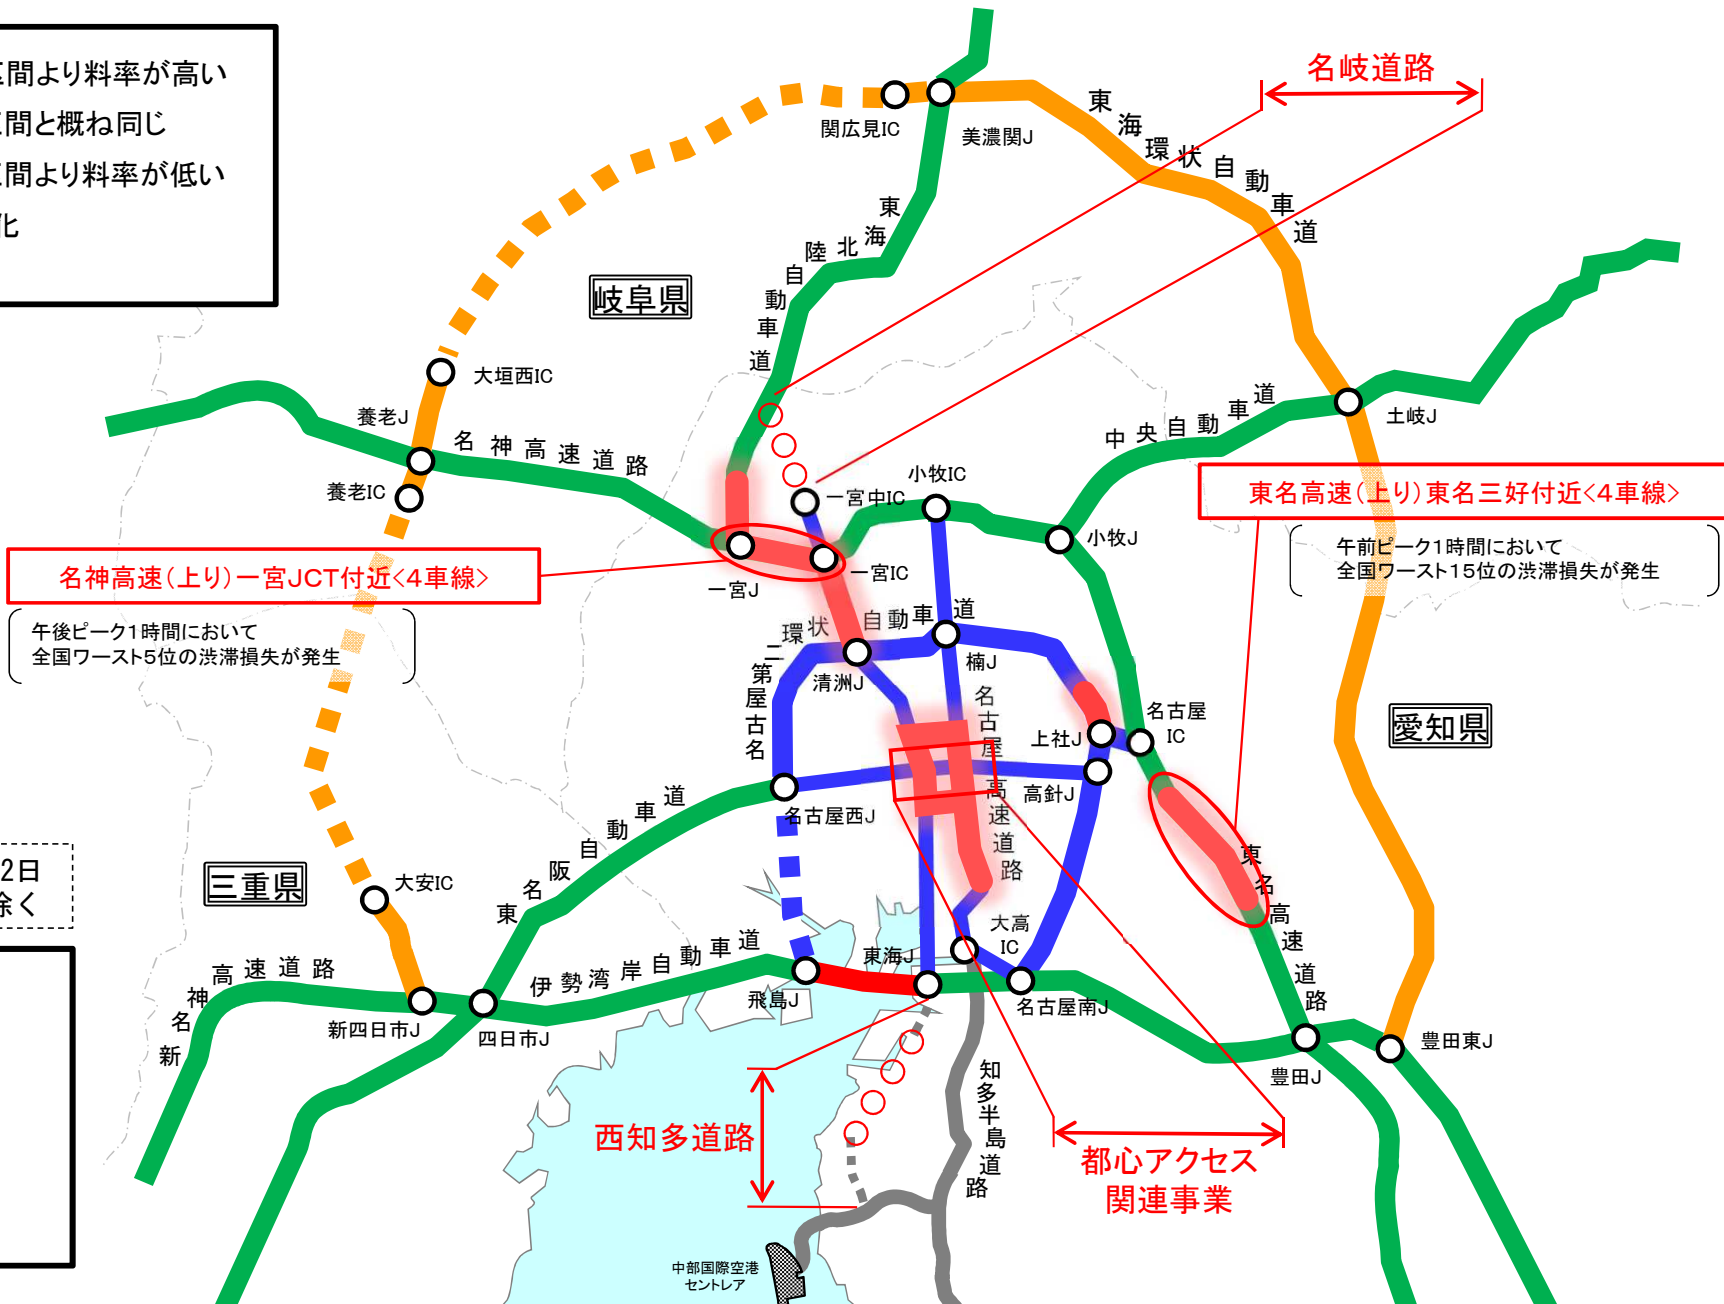 区間より料率が高い
区間と概ね同じ
区間より料率が低い
化
名岐道路
関広見IC
美濃関J
東海環状自動車道
東海北陸自動車道
岐阜県
大垣西IC
養老J
名神高速道路
養老IC
土岐J
中央自動車道
小牧IC
一宮中IC
小牧J
東名高速(上り)東名三好付近<4車線>
午前ピーク1時間において
全国ワースト15位の渋滞損失が発生
名神高速(上り)一宮JCT付近<4車線>
午後ピーク1時間において
全国ワースト5位の渋滞損失が発生
一宮J
一宮IC
名古屋第二環状自動車道
清洲J
楠J
名古屋高速道路
上社J
名古屋
IC
愛知県
高針J
名古屋西J
東名阪自動車道
東名高速道路
2日
除く
三重県
大安IC
大高
IC
東海J
伊勢湾岸自動車道
飛島J
名古屋南J
新名神高速道路
新四日市J
四日市J
豊田J
豊田東J
知多半島道路
西知多道路
都心アクセス
関連事業
中部国際空港
セントレア